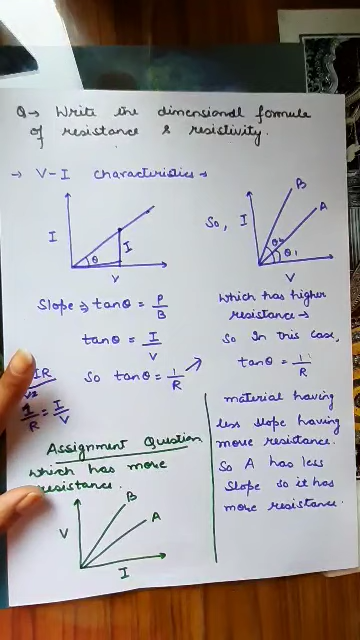 Q→ Write the dimensional formula
of resistance & resistivity.
→ V-I characteristics→
I
I
θ
V
So, I
B
A
θ2
θ1
V
Slope ⇒ tanθ = P/B
tanθ = I/V
So tanθ = 1/R
IR
1/R = I/V
which has higher
resistance→
So In this case,
tanθ = 1/R
material having
less slope having
more resistance.
So A has less
slope so it has
more resistance.
Assignment Question
which has more
resistance.
V
B
A
I